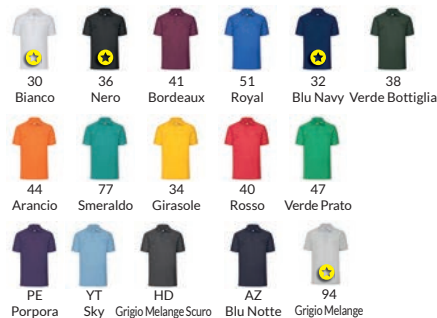 30 36 41 51 32 38
Bianco Nero Bordeaux Royal Blu Navy Verde Bottiglia
44 77 34 40 47
Arancio Smeraldo Girasole Rosso Verde Prato
PE YT HD AZ 94
Porpora Sky Grigio Melange Scuro Blu Notte Grigio Melange